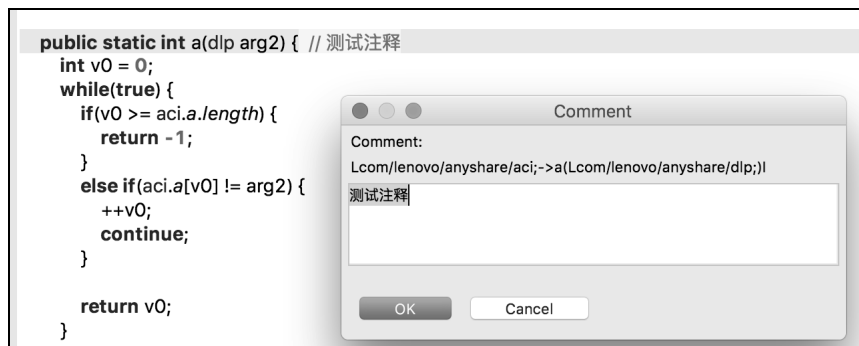 public static int a(dlp arg2) {  // 测试注释
int v0 = 0;
while(true) {
if(v0 >= aci.a.length) {
return -1;
}
else if(aci.a[v0] != arg2) {
++v0;
continue;
}
return v0;
}
Comment
Comment:
Lcom/lenovo/anyshare/aci;->a(Lcom/lenovo/anyshare/dlp;)I
测试注释
OK
Cancel